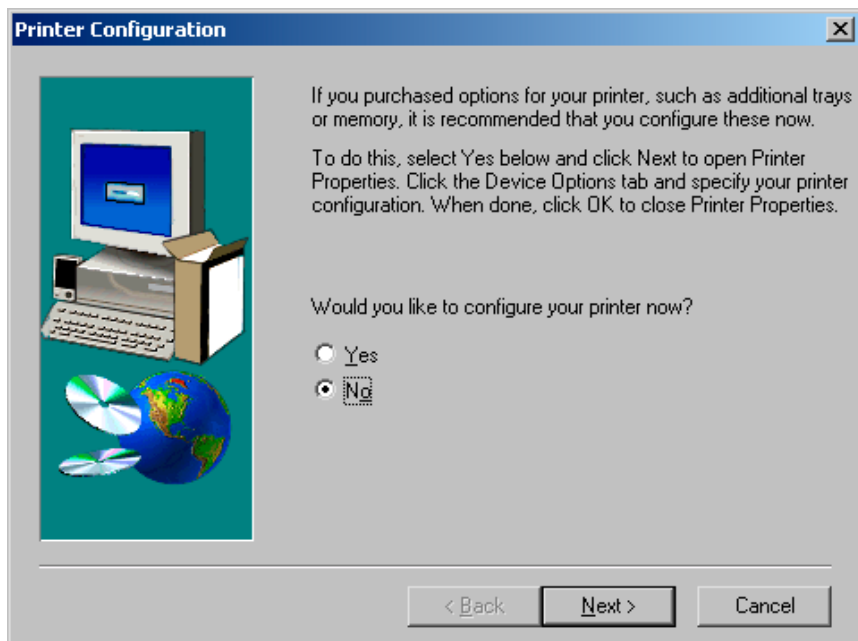 Printer Configuration
If you purchased options for your printer, such as additional trays
or memory, it is recommended that you configure these now.
To do this, select Yes below and click Next to open Printer
Properties. Click the Device Options tab and specify your printer
configuration. When done, click OK to close Printer Properties.
Would you like to configure your printer now?
Yes
No
< Back
Next >
Cancel